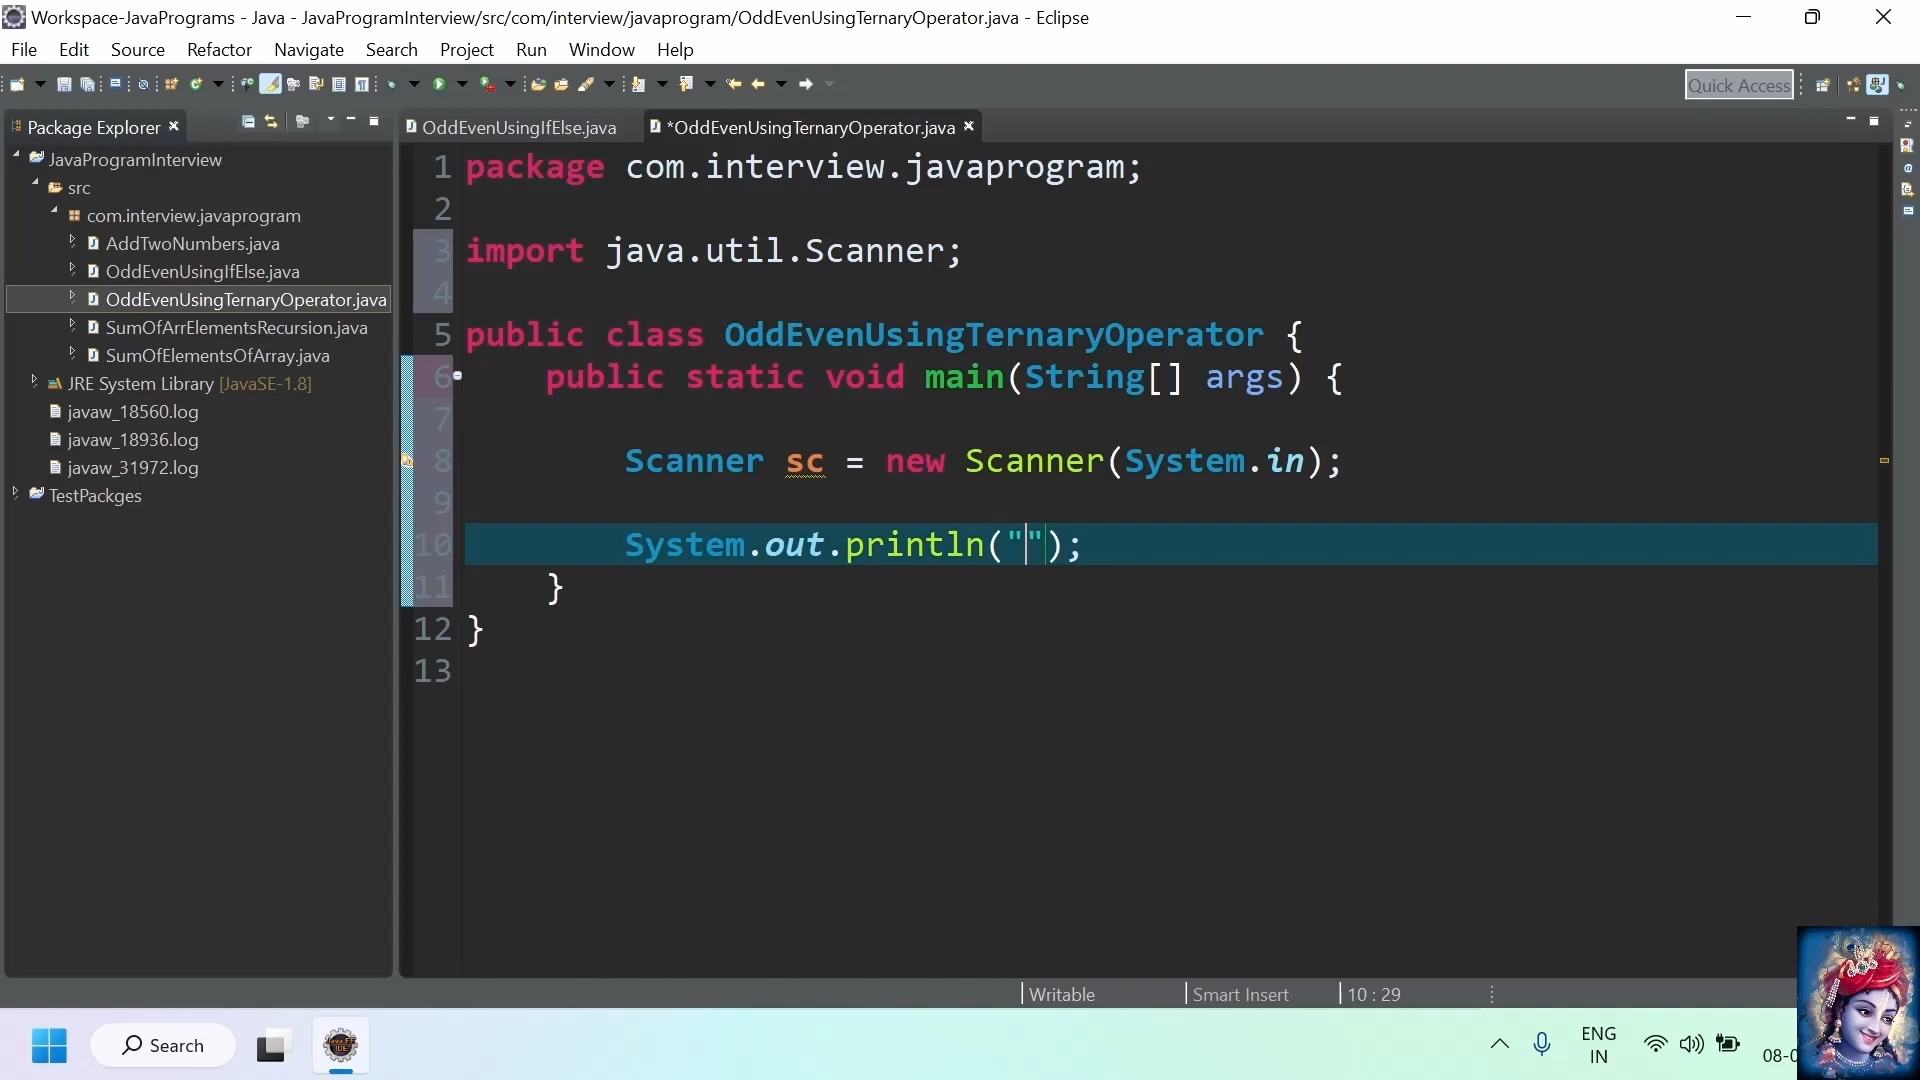 Workspace-JavaPrograms - Java - JavaProgramInterview/src/com/interview/javaprogram/OddEvenUsingTernaryOperator.java - Eclipse
File Edit Source Refactor Navigate Search Project Run Window Help
Quick Access
Package Explorer
JavaProgramInterview
src
com.interview.javaprogram
AddTwoNumbers.java
OddEvenUsingIfElse.java
OddEvenUsingTernaryOperator.java
SumOfArrElementsRecursion.java
SumOfElementsOfArray.java
JRE System Library [JavaSE-1.8]
javaw_18560.log
javaw_18936.log
javaw_31972.log
TestPackges
OddEvenUsingIfElse.java *OddEvenUsingTernaryOperator.java
1 package com.interview.javaprogram;
2
3 import java.util.Scanner;
4
5 public class OddEvenUsingTernaryOperator {
6 public static void main(String[] args) {
7
8 Scanner sc = new Scanner(System.in);
9
10 System.out.println("");
11 }
12 }
13
Writable Smart Insert 10 : 29
Search
ENG
IN
08-0